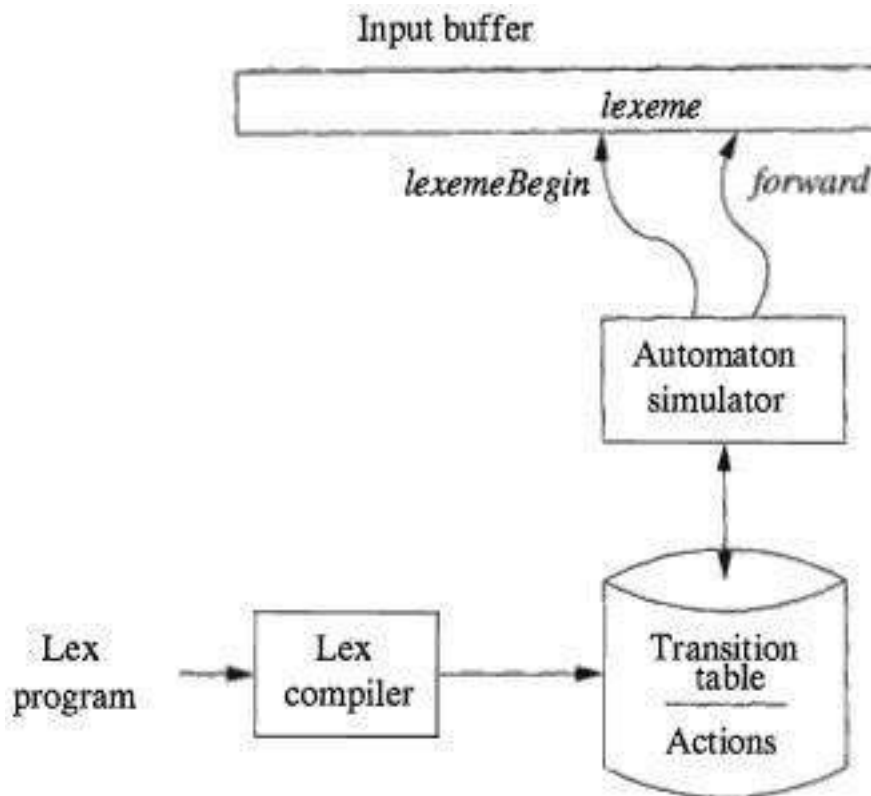 Input buffer
lexeme
lexemeBegin
forward
Automaton
simulator
Lex
program
Lex
compiler
Transition
table
Actions